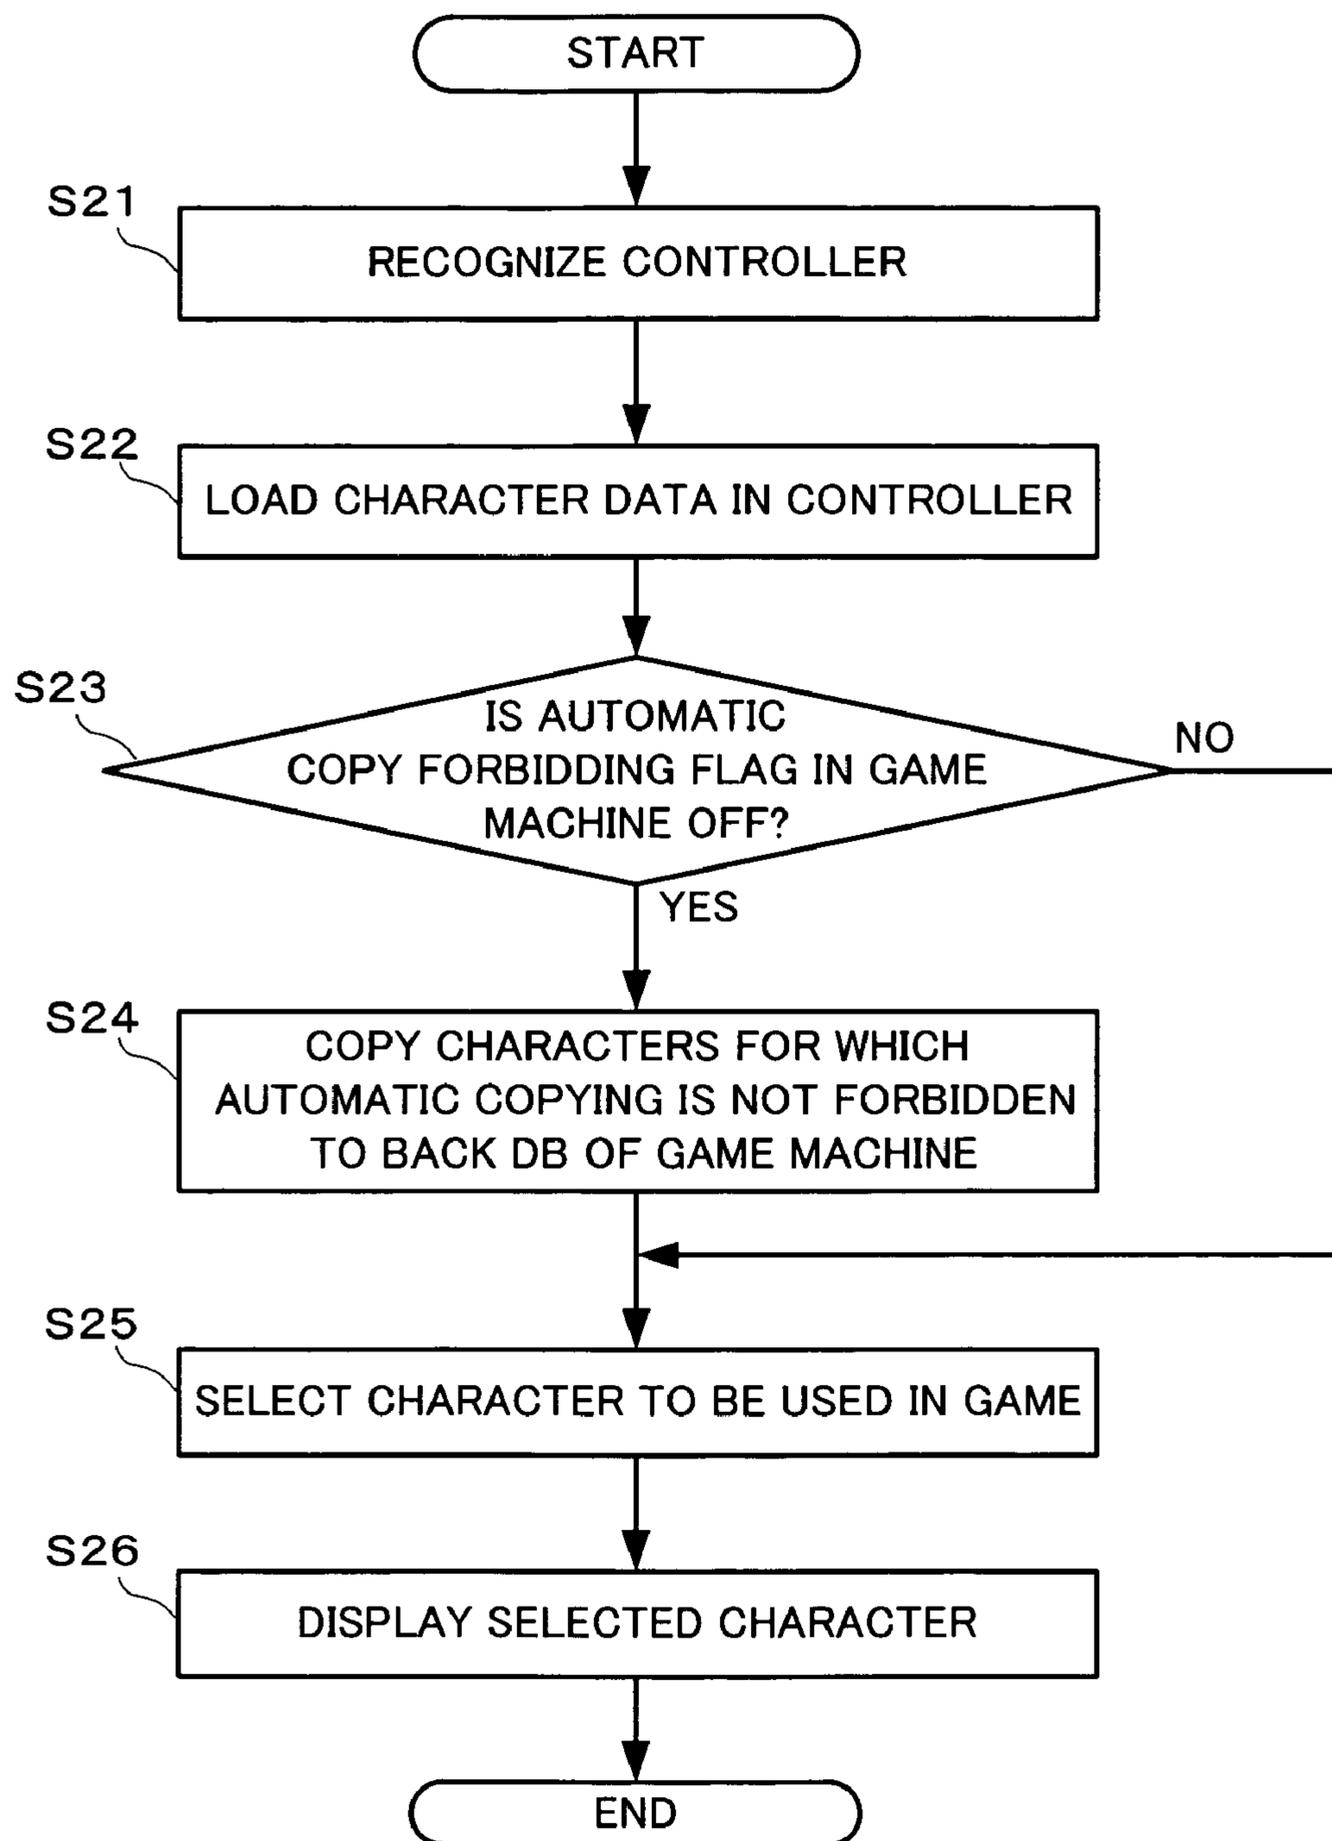 START
S21
RECOGNIZE CONTROLLER
S22
LOAD CHARACTER DATA IN CONTROLLER
S23
IS AUTOMATIC
COPY FORBIDDING FLAG IN GAME
MACHINE OFF?
NO
YES
S24
COPY CHARACTERS FOR WHICH
AUTOMATIC COPYING IS NOT FORBIDDEN
TO BACK DB OF GAME MACHINE
S25
SELECT CHARACTER TO BE USED IN GAME
S26
DISPLAY SELECTED CHARACTER
END